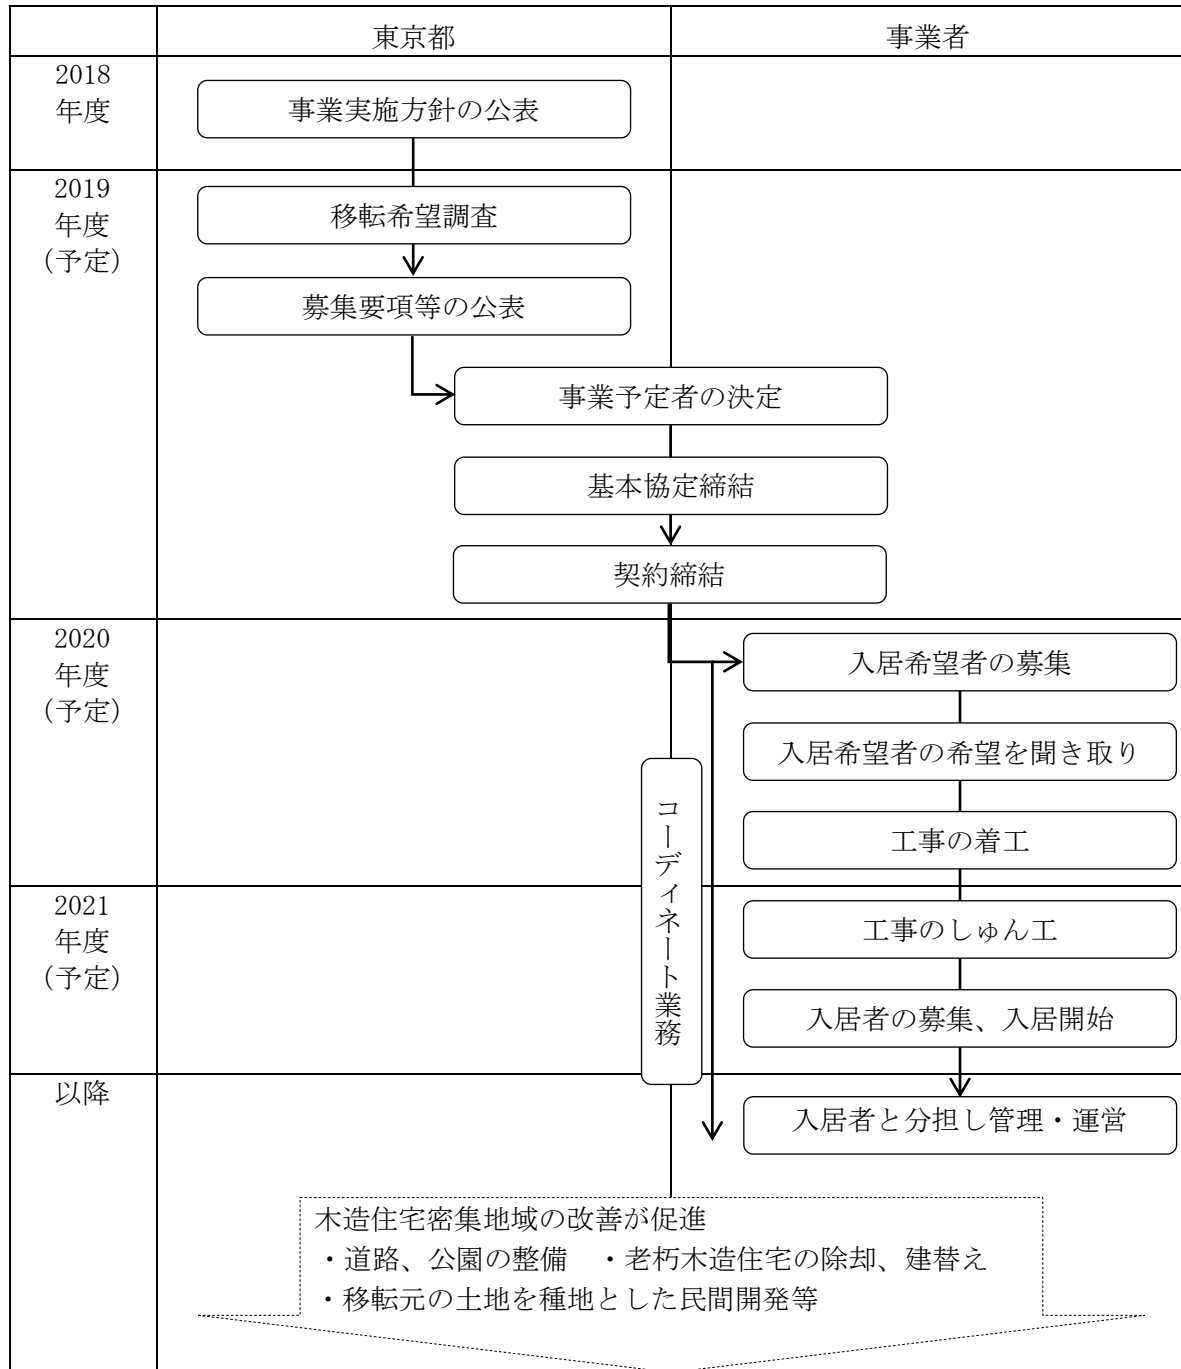 東京都
事業者
2018
年度
事業実施方針の公表
2019
年度
(予定)
移転希望調査
募集要項等の公表
事業予定者の決定
基本協定締結
契約締結
2020
年度
(予定)
入居希望者の募集
入居希望者の希望を聞き取り
工事の着工
コーディネート業務
2021
年度
(予定)
工事のしゅん工
入居者の募集、入居開始
以降
入居者と分担し管理・運営
木造住宅密集地域の改善が促進
・道路、公園の整備　・老朽木造住宅の除却、建替え
・移転元の土地を種地とした民間開発等